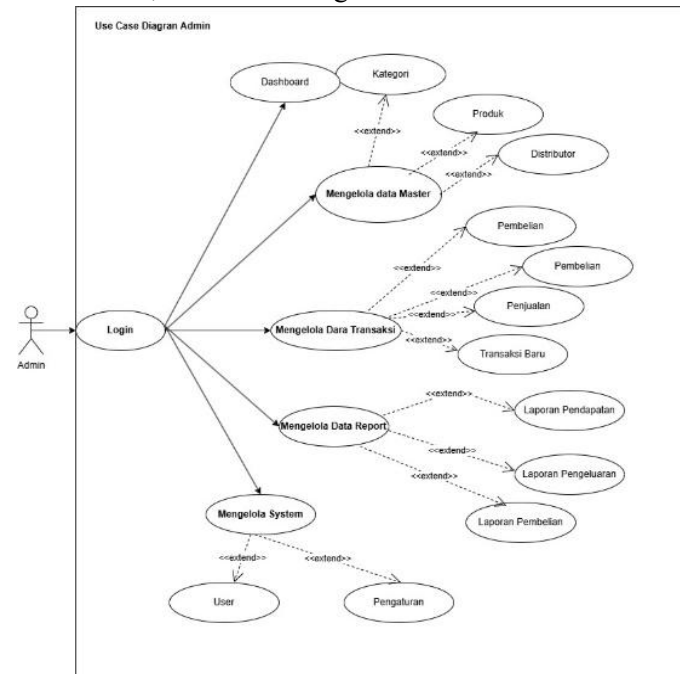 Use Case Diagran Admin
Dashboard
Kategori
<<extend>>
Produk
<<extend>>
Distributor
<<extend>>
Mengelola data Master
Pembelian
<<extend>>
Pembelian
<<extend>>
Penjualan
<<extend>>
Mengelola Dara Transaksi
<<extend>>
Transaksi Baru
Login
Admin
<<extend>>
Laporan Pendapatan
Mengelola Data Report
<<extend>>
Laporan Pengeluaran
<<extend>>
Laporan Pembelian
Mengelola System
<<extend>>
<<extend>>
User
Pengaturan